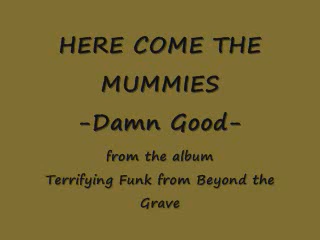 HERE COME THE
MUMMIES
-Damn Good-
from the album
Terrifying Funk from Beyond the
Grave